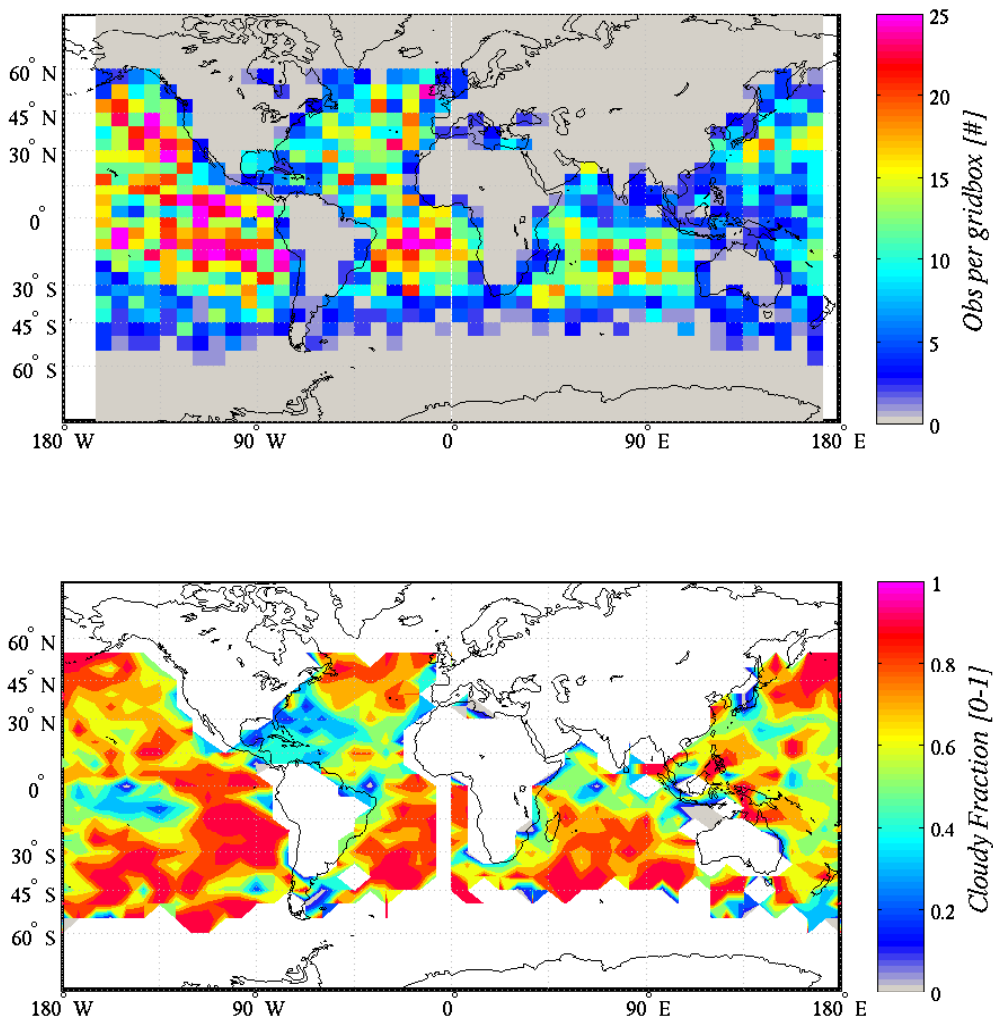 60° N
45° N
30° N
0°
30° S
45° S
60° S
180° W
90° W
0°
90° E
180° E
25
20
15
10
5
0
Obs per gridbox [#]
60° N
45° N
30° N
0°
30° S
45° S
60° S
180° W
90° W
0°
90° E
180° E
1
0.8
0.6
0.4
0.2
0
Cloudy Fraction [0-1]